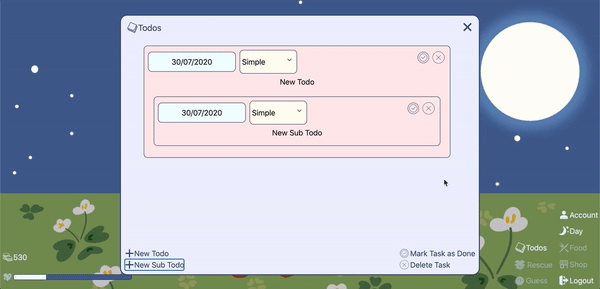 Todos
30/07/2020
Simple
New Todo
30/07/2020
Simple
New Sub Todo
New Todo
New Sub Todo
Mark Task as Done
Delete Task
530
Account
Day
Todos
Food
Rescue
Shop
Guess
Logout